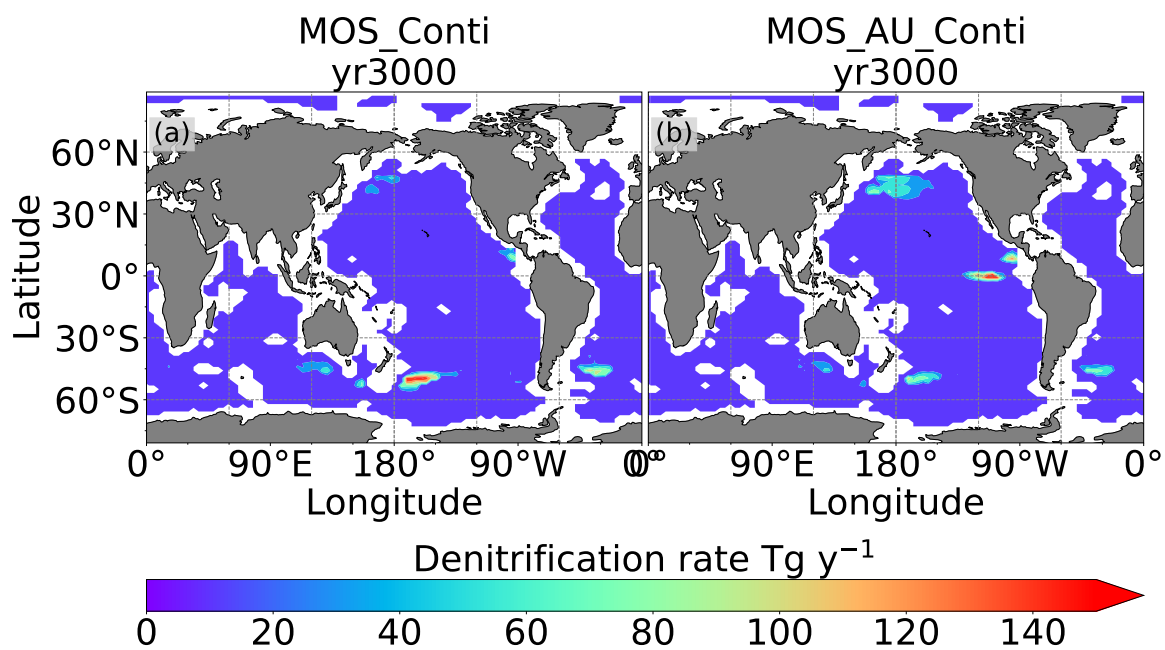 MOS_Conti
yr3000
MOS_AU_Conti
yr3000
(a)
(b)
60°N
30°N
0°
30°S
60°S
Latitude
0° 90°E 180° 90°W 0°
0° 90°E 180° 90°W 0°
Longitude
Longitude
Denitrification rate Tg y⁻¹
0 20 40 60 80 100 120 140